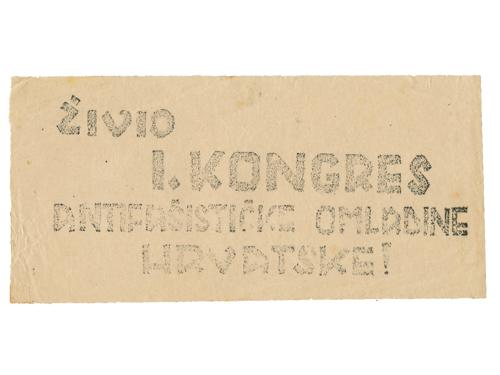 ŽIVIO
I. KONGRES
ANTIFAŠISTIČKE OMLADINE
HRVATSKE!